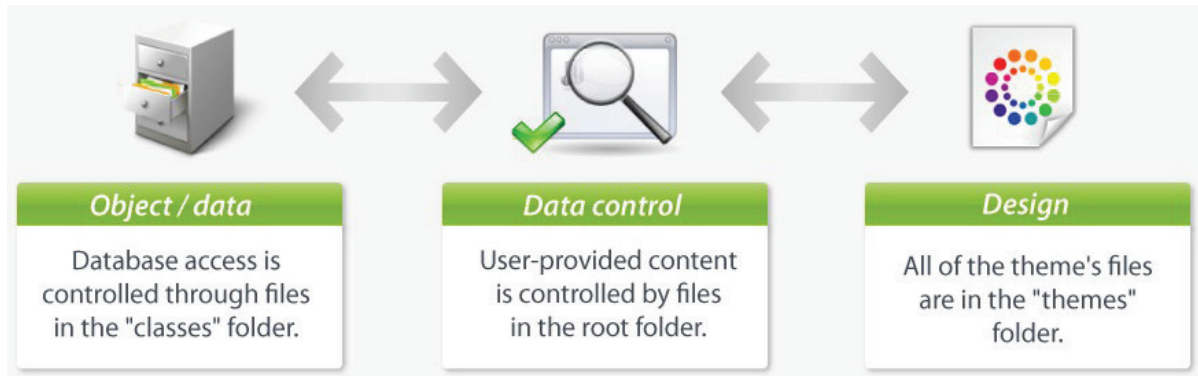 Object / data
Database access is
controlled through files
in the "classes" folder.
Data control
User-provided content
is controlled by files
in the root folder.
Design
All of the theme's files
are in the "themes"
folder.